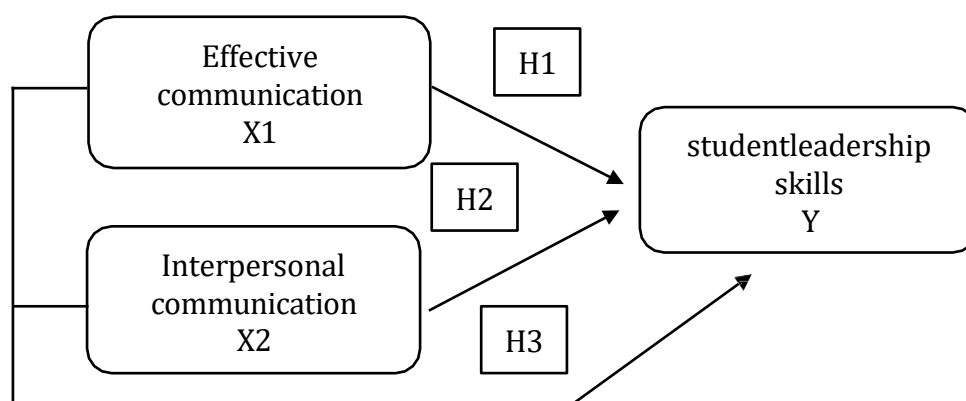 Effective
communication
X1
H1
studentleadership
skills
Y
H2
Interpersonal
communication
X2
H3